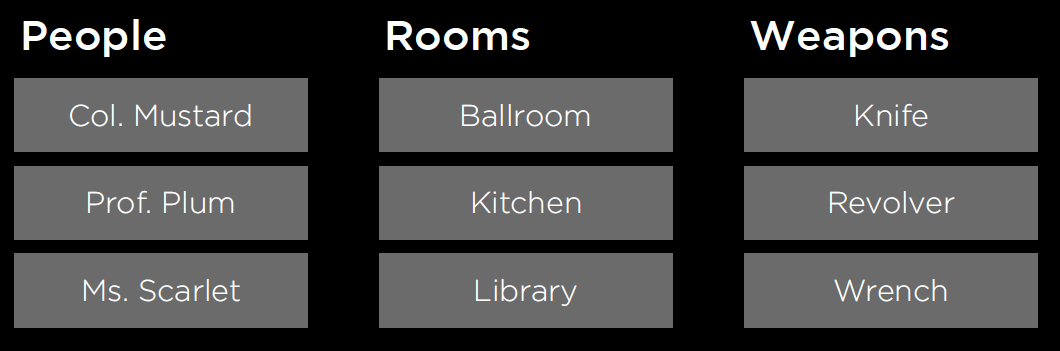 People Rooms Weapons
Col. Mustard Ballroom Knife
Prof. Plum Kitchen Revolver
Ms. Scarlet Library Wrench